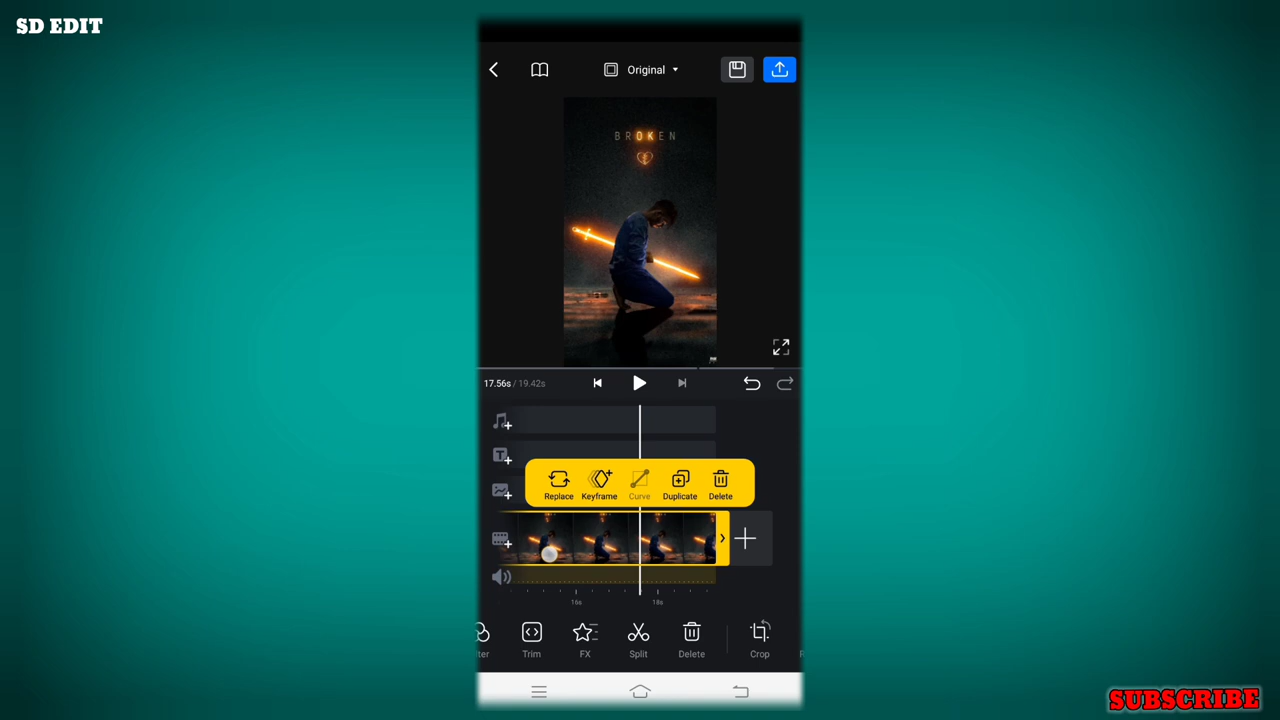 SD EDIT
Original
BROKEN
17.56s / 19.42s
T
Replace Keyframe Curve Duplicate Delete
16s 18s
ter Trim FX Split Delete Crop
SUBSCRIBE